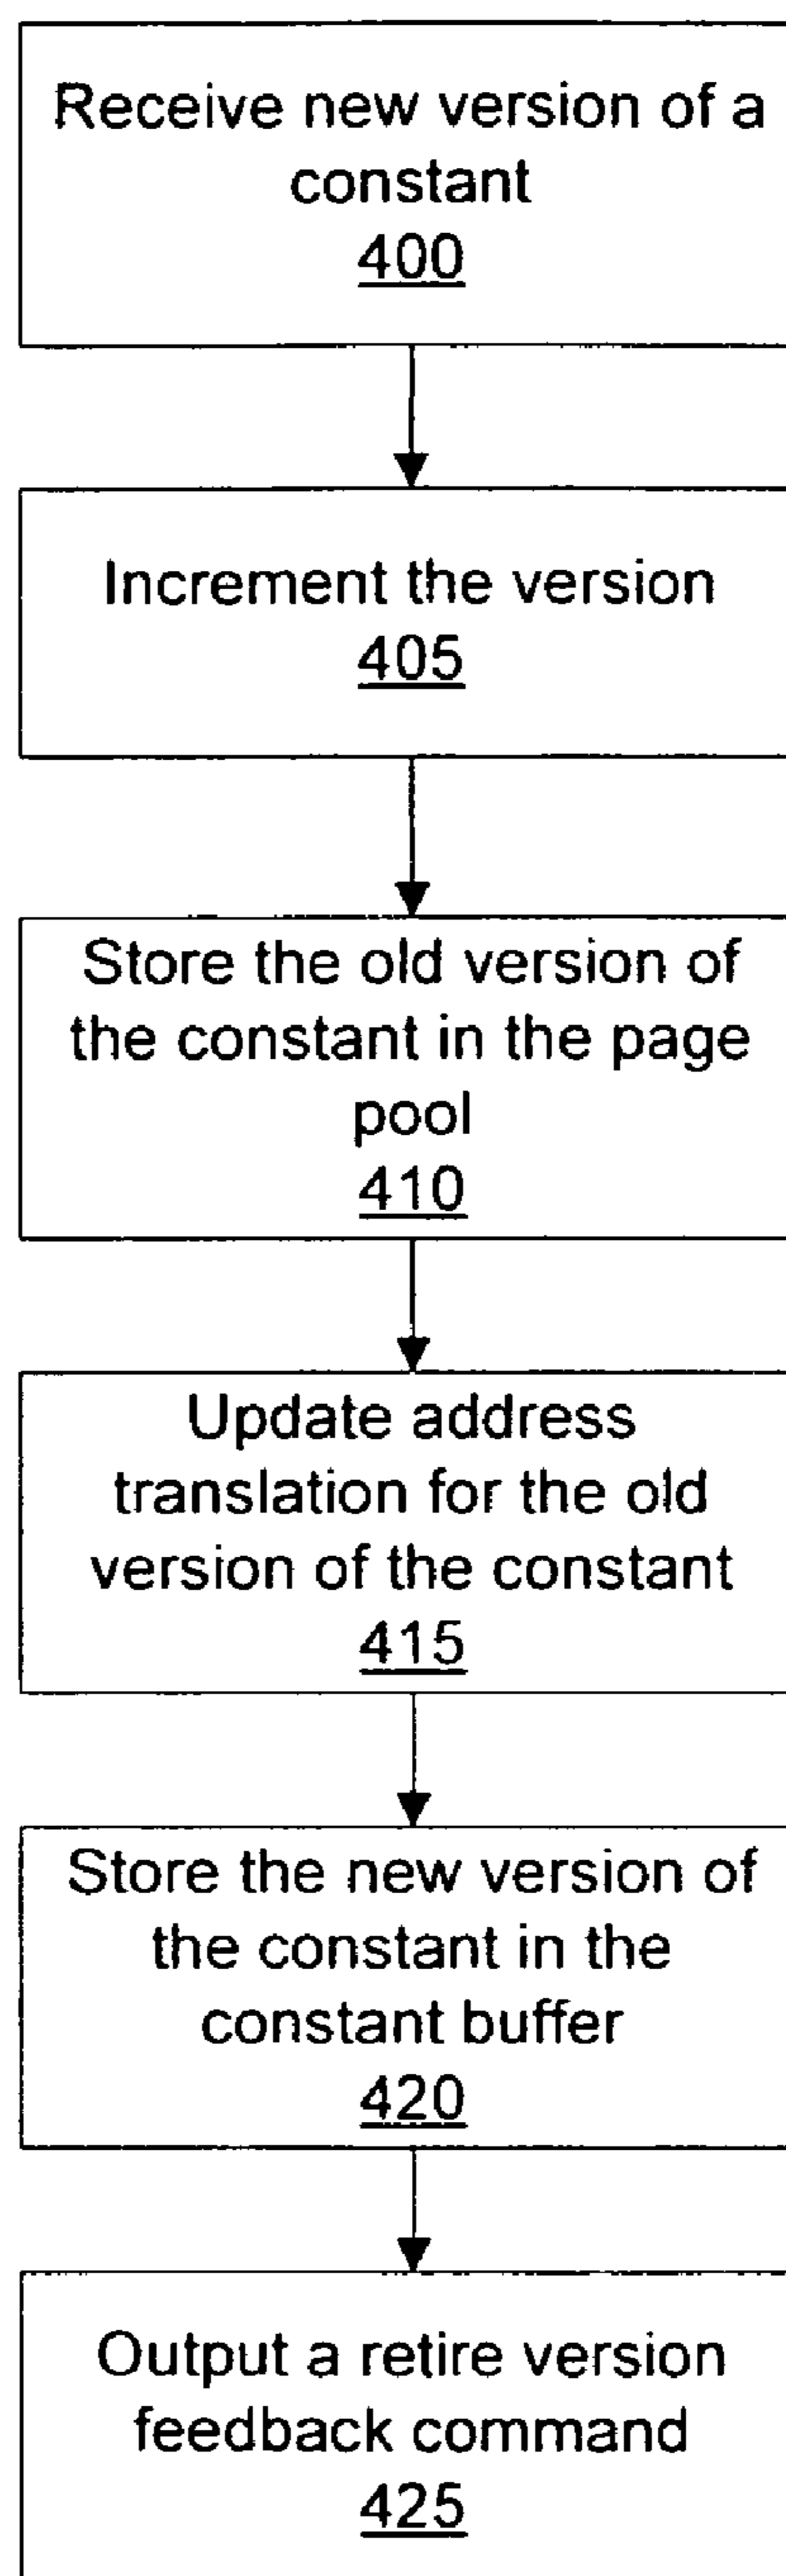 Receive new version of a
constant
400
Increment the version
405
Store the old version of
the constant in the page
pool
410
Update address
translation for the old
version of the constant
415
Store the new version of
the constant in the
constant buffer
420
Output a retire version
feedback command
425